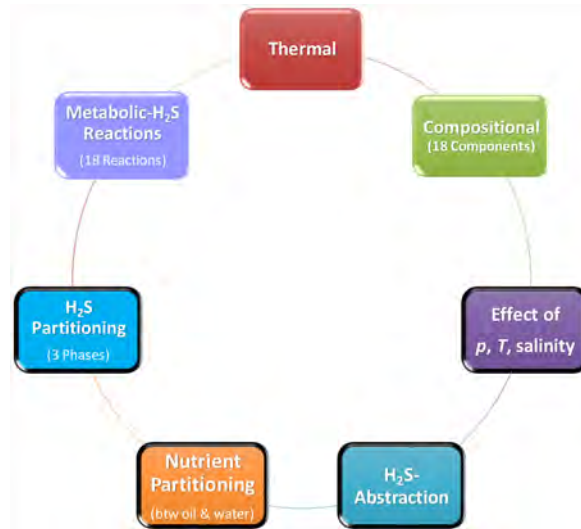 Thermal
Compositional
(18 Components)
Effect of
p, T, salinity
H₂S-
Abstraction
Nutrient
Partitioning
(btw oil & water)
H₂S
Partitioning
(3 Phases)
Metabolic-H₂S
Reactions
(18 Reactions)